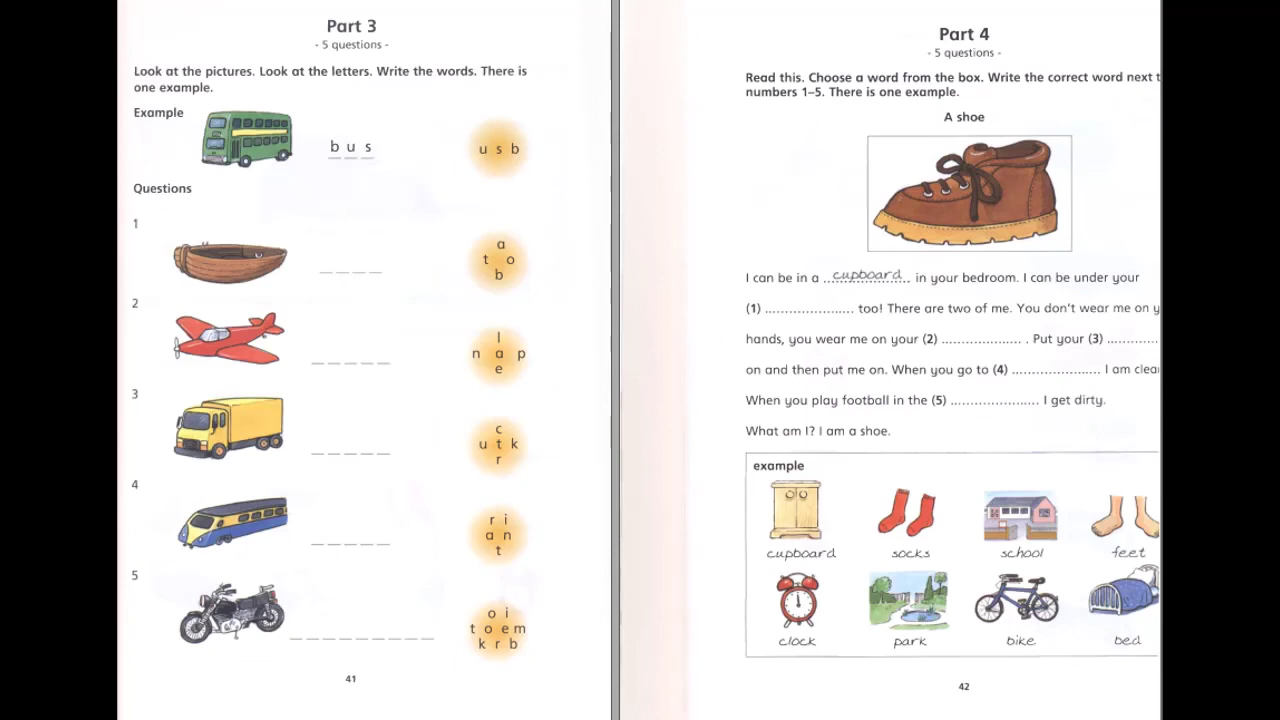 Part 3
- 5 questions -
Look at the pictures. Look at the letters. Write the words. There is
one example.
Example
b u s
u s b
Questions
1
a
t o
b
2
l
n a p
e
3
c
u t k
r
4
r i
a n
t
5
o i
t o e m
k r b
41
Part 4
- 5 questions -
Read this. Choose a word from the box. Write the correct word next t
numbers 1–5. There is one example.
A shoe
I can be in a cupboard in your bedroom. I can be under your
(1) ...................... too! There are two of me. You don't wear me on y
hands, you wear me on your (2) .................... . Put your (3) .............
on and then put me on. When you go to (4) ...................... I am clea
When you play football in the (5) ...................... I get dirty.
What am I? I am a shoe.
example
cupboard socks school feet
clock park bike bed
42